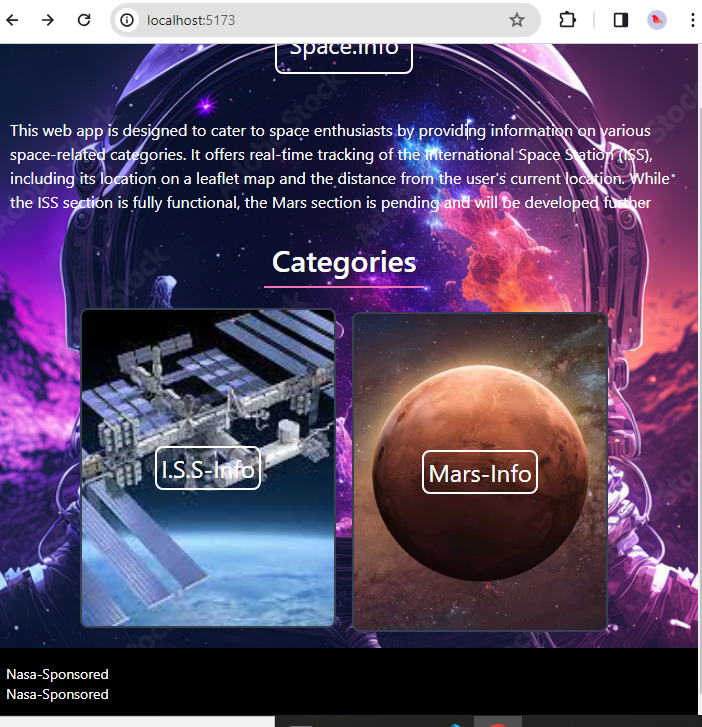 localhost:5173
Space.info
This web app is designed to cater to space enthusiasts by providing information on various
space-related categories. It offers real-time tracking of the International Space Station (ISS),
including its location on a leaflet map and the distance from the user's current location. While
the ISS section is fully functional, the Mars section is pending and will be developed further
Categories
I.S.S-Info
Mars-Info
Nasa-Sponsored
Nasa-Sponsored